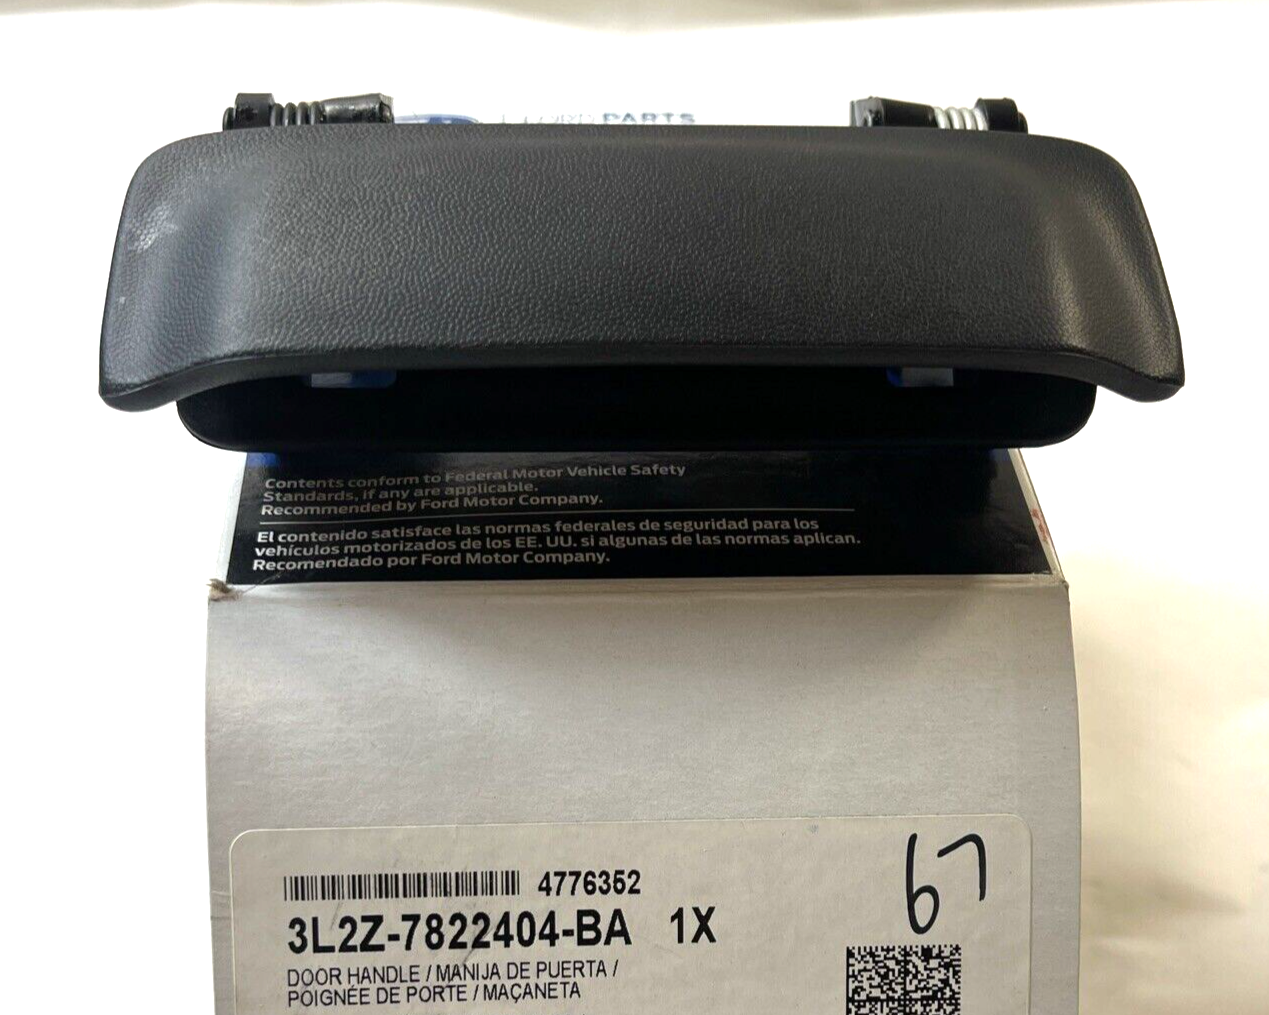 PARTS
Contents conform to Federal Motor Vehicle Safety
Standards, if any are applicable.
Recommended by Ford Motor Company.
El contenido satisface las normas federales de seguridad para los
vehículos motorizados de los EE. UU. si algunas de las normas aplican.
Recomendado por Ford Motor Company.
67
4776352
3L2Z-7822404-BA 1X
DOOR HANDLE / MANIJA DE PUERTA /
POIGNÉE DE PORTE / MAÇANETA